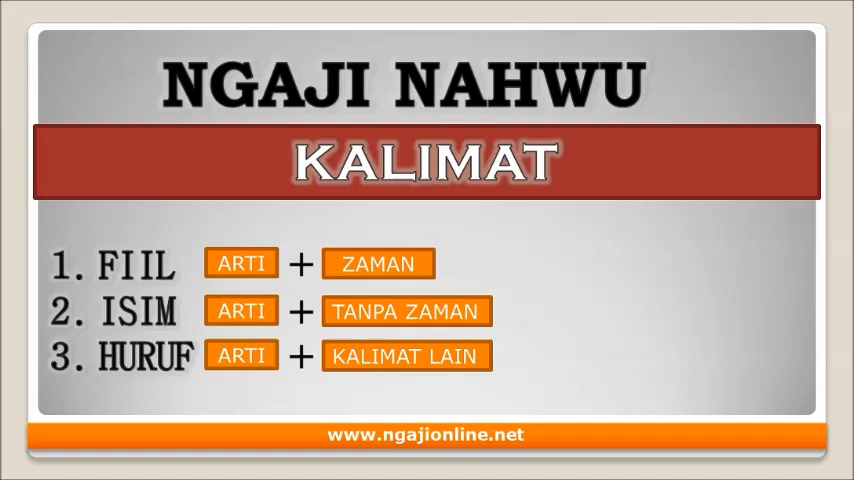 NGAJI NAHWU
KALIMAT
1. FIIL ARTI + ZAMAN
2. ISIM ARTI + TANPA ZAMAN
3. HURUF ARTI + KALIMAT LAIN
www.ngajionline.net